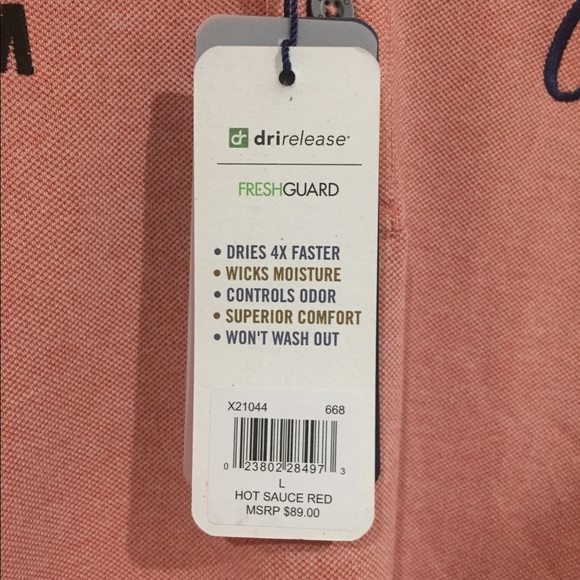 drirelease®
FRESHGUARD
• DRIES 4X FASTER
• WICKS MOISTURE
• CONTROLS ODOR
• SUPERIOR COMFORT
• WON'T WASH OUT
X21044 668
0 23802 28497 3
L
HOT SAUCE RED
MSRP $89.00